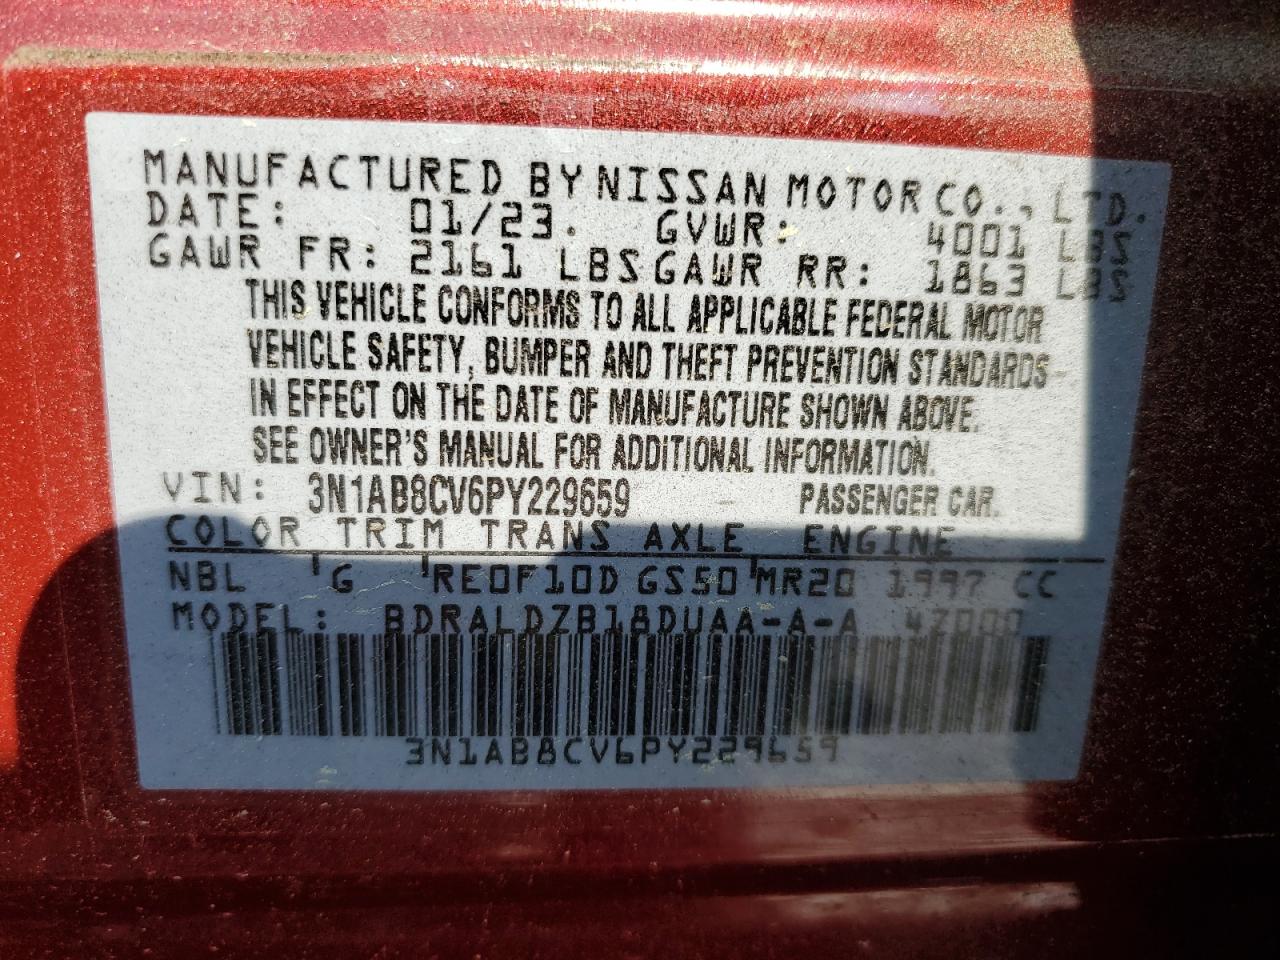 MANUFACTURED BY NISSAN MOTOR CO., LTD.
DATE: 01/23. GVWR: 4001 LBS
GAWR FR: 2161 LBS GAWR RR: 1863 LBS
THIS VEHICLE CONFORMS TO ALL APPLICABLE FEDERAL MOTOR
VEHICLE SAFETY, BUMPER AND THEFT PREVENTION STANDARDS
IN EFFECT ON THE DATE OF MANUFACTURE SHOWN ABOVE.
SEE OWNER'S MANUAL FOR ADDITIONAL INFORMATION.
VIN: 3N1AB8CV6PY229659 PASSENGER CAR.
COLOR TRIM TRANS AXLE ENGINE
NBL G RE0F10D GS50 MR20 1997 CC
MODEL: BDRALDZB18DUAA-A-A 4Z000
3N1AB8CV6PY229659